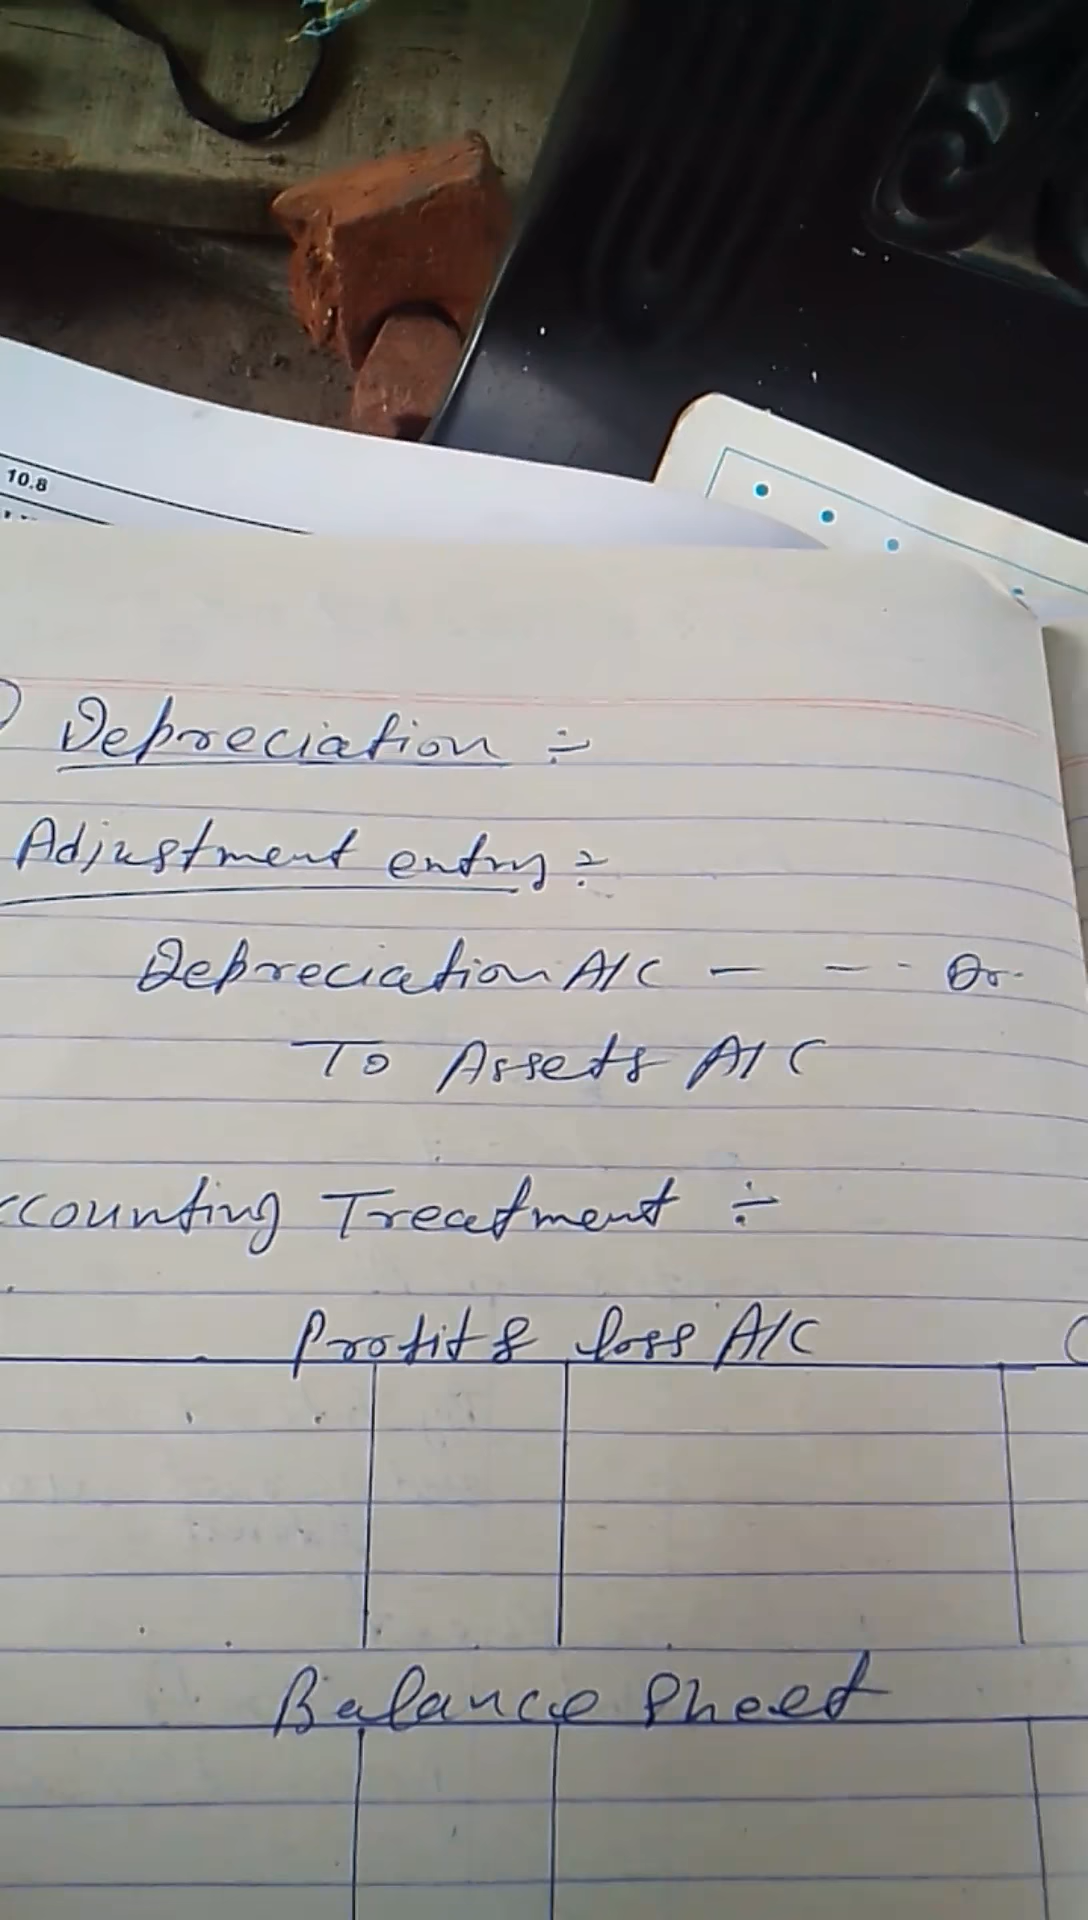 10.8
Depreciation ÷
Adjustment entry ÷
Depreciation A/C — — - - Dr.
To Assets A/C
ccounting Treatment ÷
Profit & loss A/C
Balance Sheet